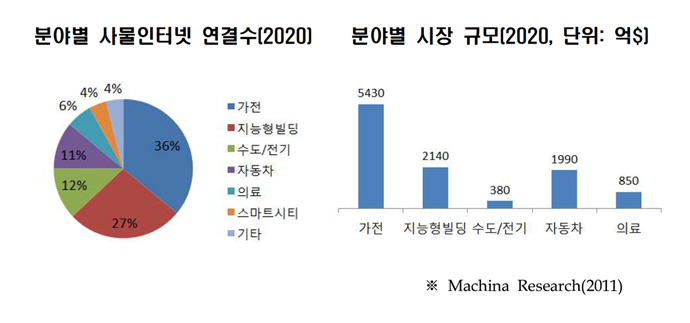 분야별 사물인터넷 연결수(2020)
36%
27%
12%
11%
6%
4%
4%
가전
지능형빌딩
수도/전기
자동차
의료
스마트시티
기타
분야별 시장 규모(2020, 단위: 억$)
5430
2140
380
1990
850
가전 지능형빌딩 수도/전기 자동차 의료
※ Machina Research(2011)